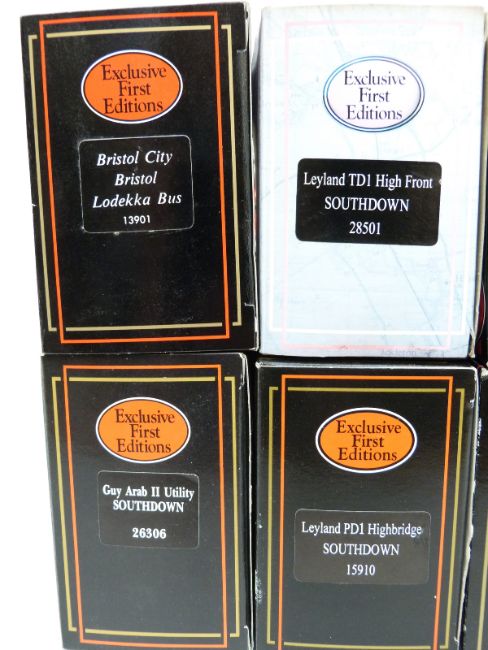 Exclusive
First
Editions
Bristol City
Bristol
Lodekka Bus
13901
Exclusive
First
Editions
Leyland TD1 High Front
SOUTHDOWN
28501
Exclusive
First
Editions
Guy Arab II Utility
SOUTHDOWN
26306
Exclusive
First
Editions
Leyland PD1 Highbridge
SOUTHDOWN
15910